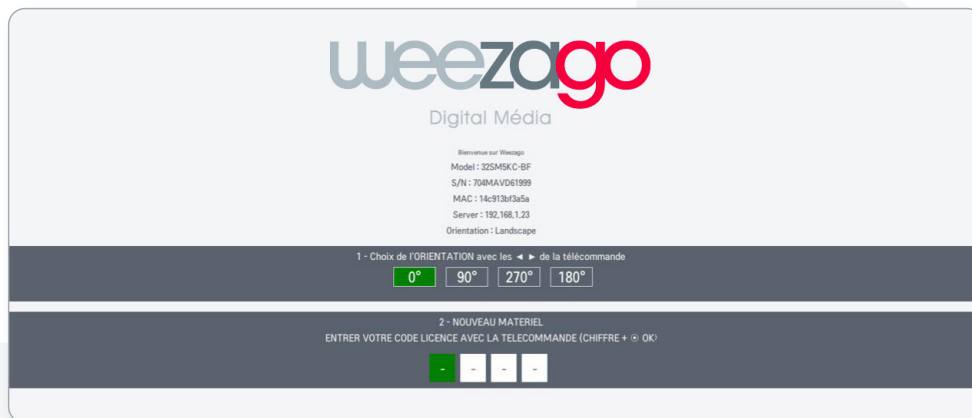 weezago
Digital Média
Bienvenue sur Weezago
Model : 32SM5KC-BF
S/N : 704MAVD61999
MAC : 14c913bf3a5a
Server : 192,168,1,23
Orientation : Landscape
1 - Choix de l'ORIENTATION avec les ◄ ► de la télécommande
0° 90° 270° 180°
2 - NOUVEAU MATERIEL
ENTRER VOTRE CODE LICENCE AVEC LA TELECOMMANDE (CHIFFRE + ⊙ OK)
- - - -